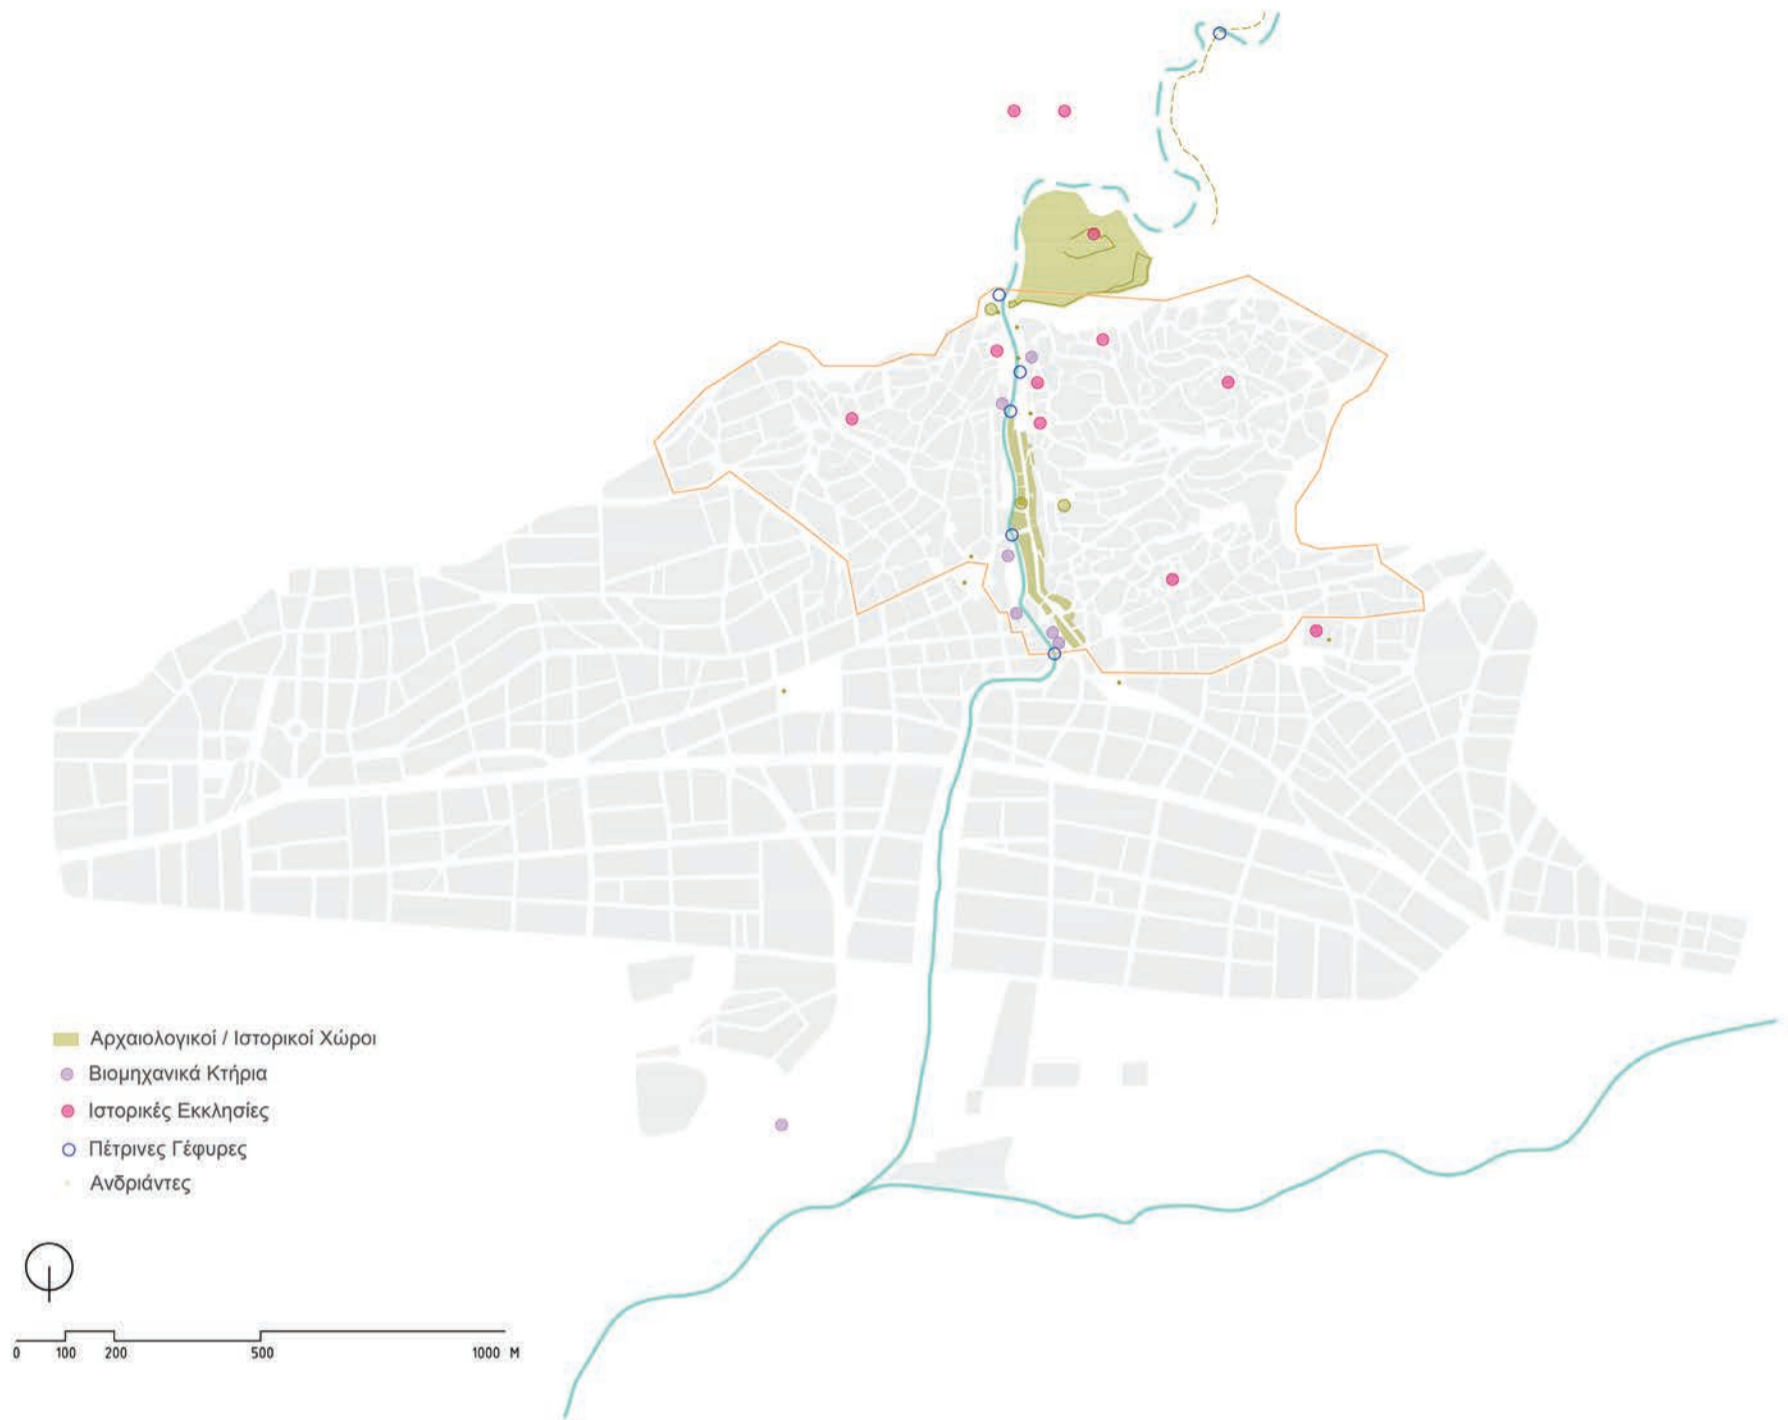 Αρχαιολογικοί / Ιστορικοί Χώροι
Βιομηχανικά Κτήρια
Ιστορικές Εκκλησίες
Πέτρινες Γέφυρες
Ανδριάντες
0 100 200 500 1000 M